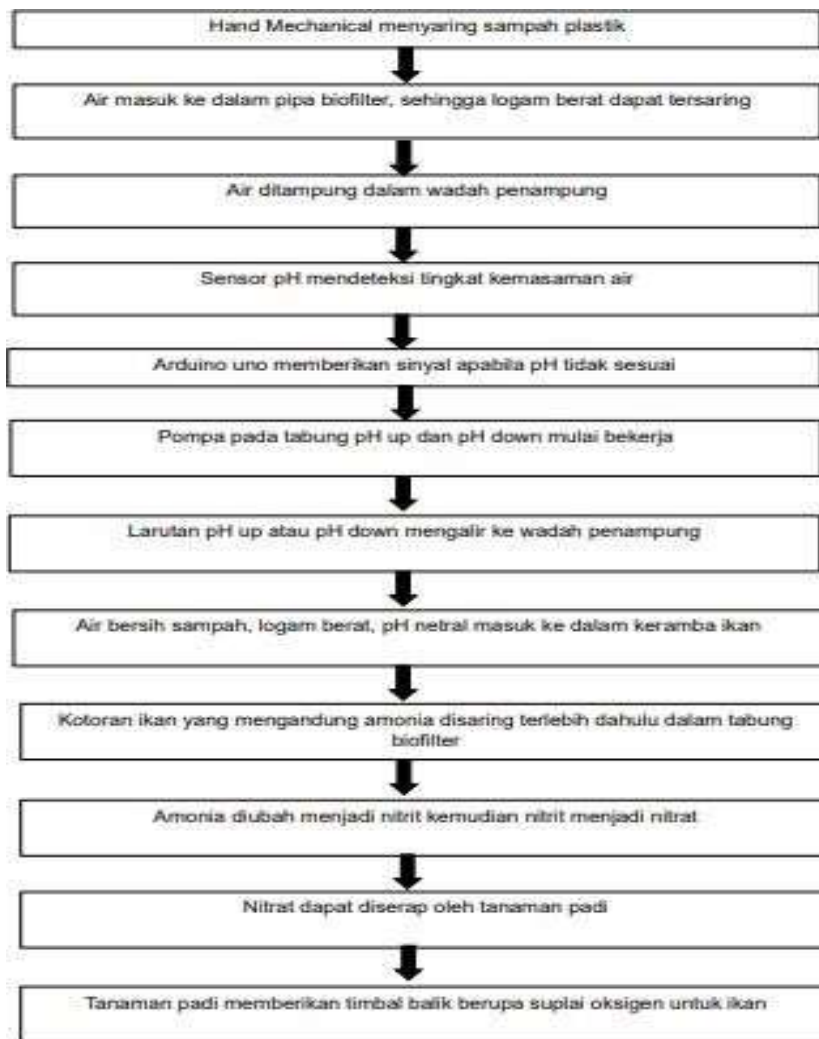 Hand Mechanical menyaring sampah plastik
Air masuk ke dalam pipa biofilter, sehingga logam berat dapat tersaring
Air ditampung dalam wadah penampung
Sensor pH mendeteksi tingkat kemasaman air
Arduino uno memberikan sinyal apabila pH tidak sesuai
Pompa pada tabung pH up dan pH down mulai bekerja
Larutan pH up atau pH down mengalir ke wadah penampung
Air bersih sampah, logam berat, pH netral masuk ke dalam keramba ikan
Kotoran ikan yang mengandung amonia disaring terlebih dahulu dalam tabung
biofilter
Amonia diubah menjadi nitrit kemudian nitrit menjadi nitrat
Nitrat dapat diserap oleh tanaman padi
Tanaman padi memberikan timbal balik berupa suplai oksigen untuk ikan